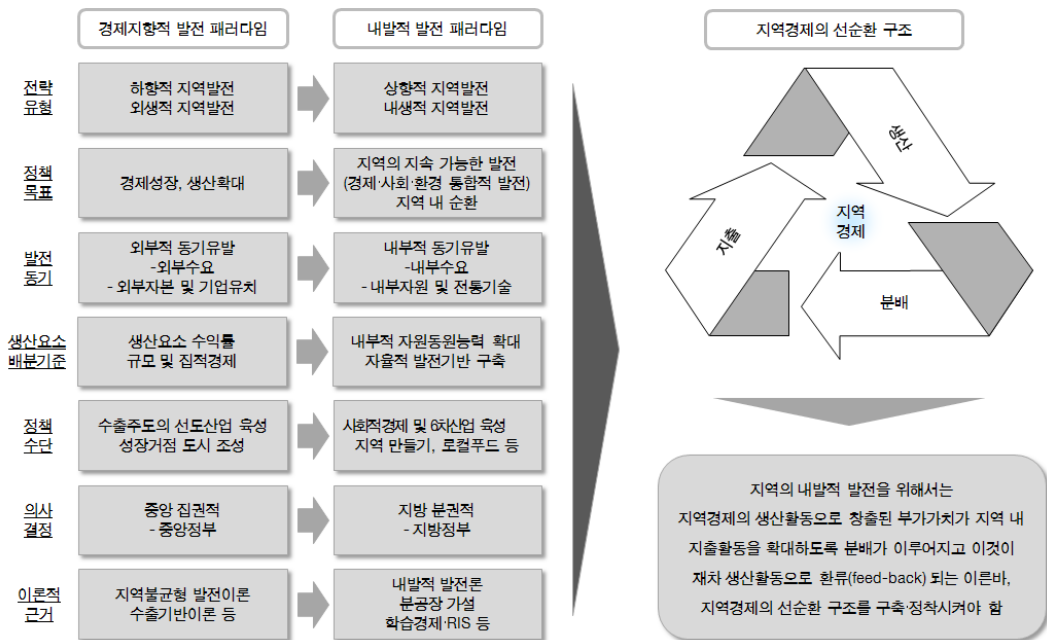 경제지향적 발전 패러다임
내발적 발전 패러다임
전략
유형
하향적 지역발전
외생적 지역발전
상향적 지역발전
내생적 지역발전
정책
목표
경제성장, 생산확대
지역의 지속 가능한 발전
(경제·사회·환경 통합적 발전)
지역 내 순환
발전
동기
외부적 동기유발
-외부수요
- 외부자본 및 기업유치
내부적 동기유발
-내부수요
- 내부자원 및 전통기술
생산요소
배분기준
생산요소 수익률
규모 및 집적경제
내부적 자원동원능력 확대
자율적 발전기반 구축
정책
수단
수출주도의 선도산업 육성
성장거점 도시 조성
사회적경제 및 6차산업 육성
지역 만들기, 로컬푸드 등
의사
결정
중앙 집권적
- 중앙정부
지방 분권적
- 지방정부
이론적
근거
지역불균형 발전이론
수출기반이론 등
내발적 발전론
분공장 가설
학습경제·RIS 등
지역경제의 선순환 구조
생산
지역
경제
지출
분배
지역의 내발적 발전을 위해서는
지역경제의 생산활동으로 창출된 부가가치가 지역 내
지출활동을 확대하도록 분배가 이루어지고 이것이
재차 생산활동으로 환류(feed-back) 되는 이른바,
지역경제의 선순환 구조를 구축·정착시켜야 함